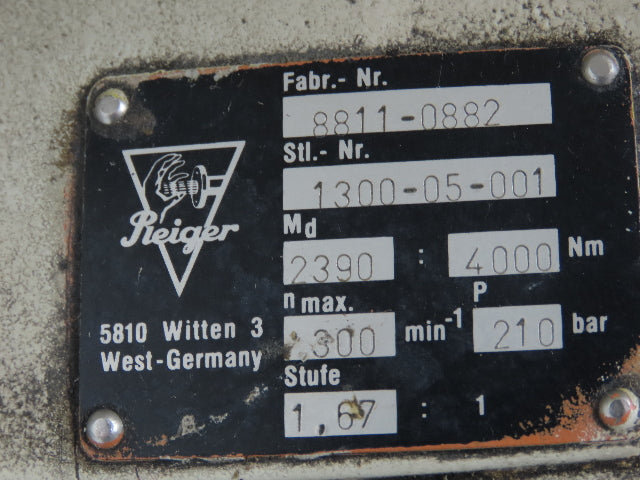 Fabr.- Nr.
8811-0882
Stl.- Nr.
1300-05-001
Reiger
Md
2390 : 4000 Nm
n max. P
300 min-1 210 bar
5810 Witten 3
West-Germany
Stufe
1,67 : 1